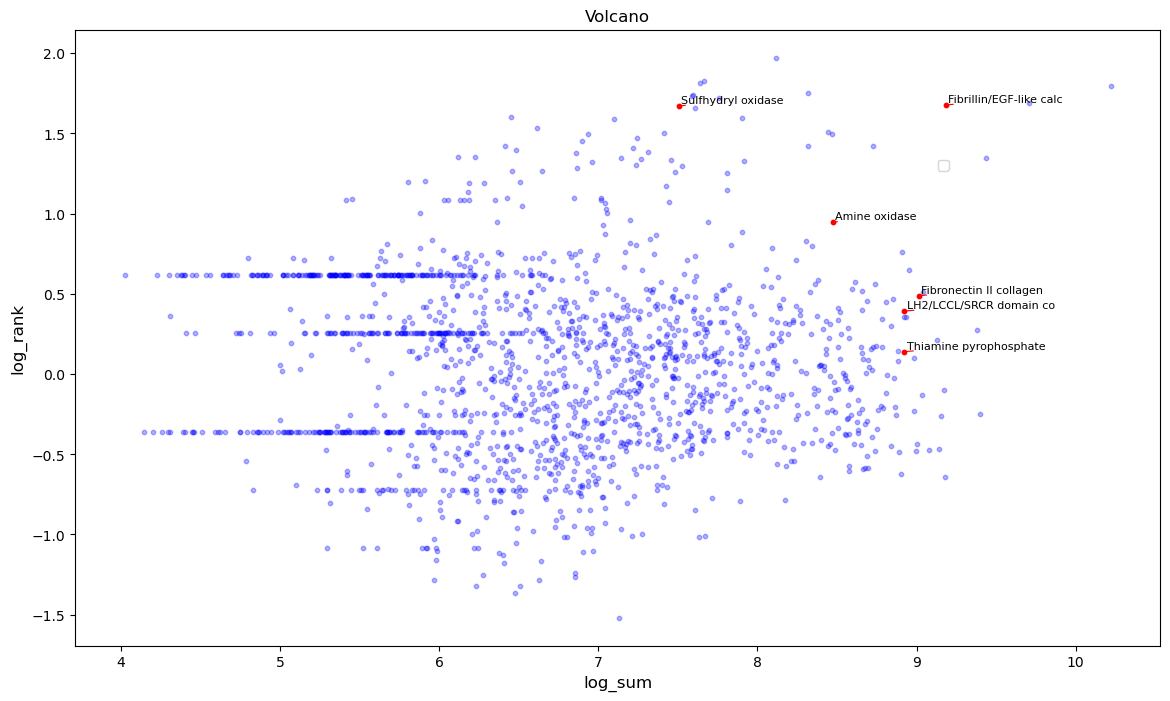 Volcano
2.0
1.5
1.0
0.5
0.0
−0.5
−1.0
−1.5
log_rank
Sulfhydryl oxidase
Fibrillin/EGF-like calc
Amine oxidase
Fibronectin II collagen
LH2/LCCL/SRCR domain co
Thiamine pyrophosphate
4
5
6
7
8
9
10
log_sum